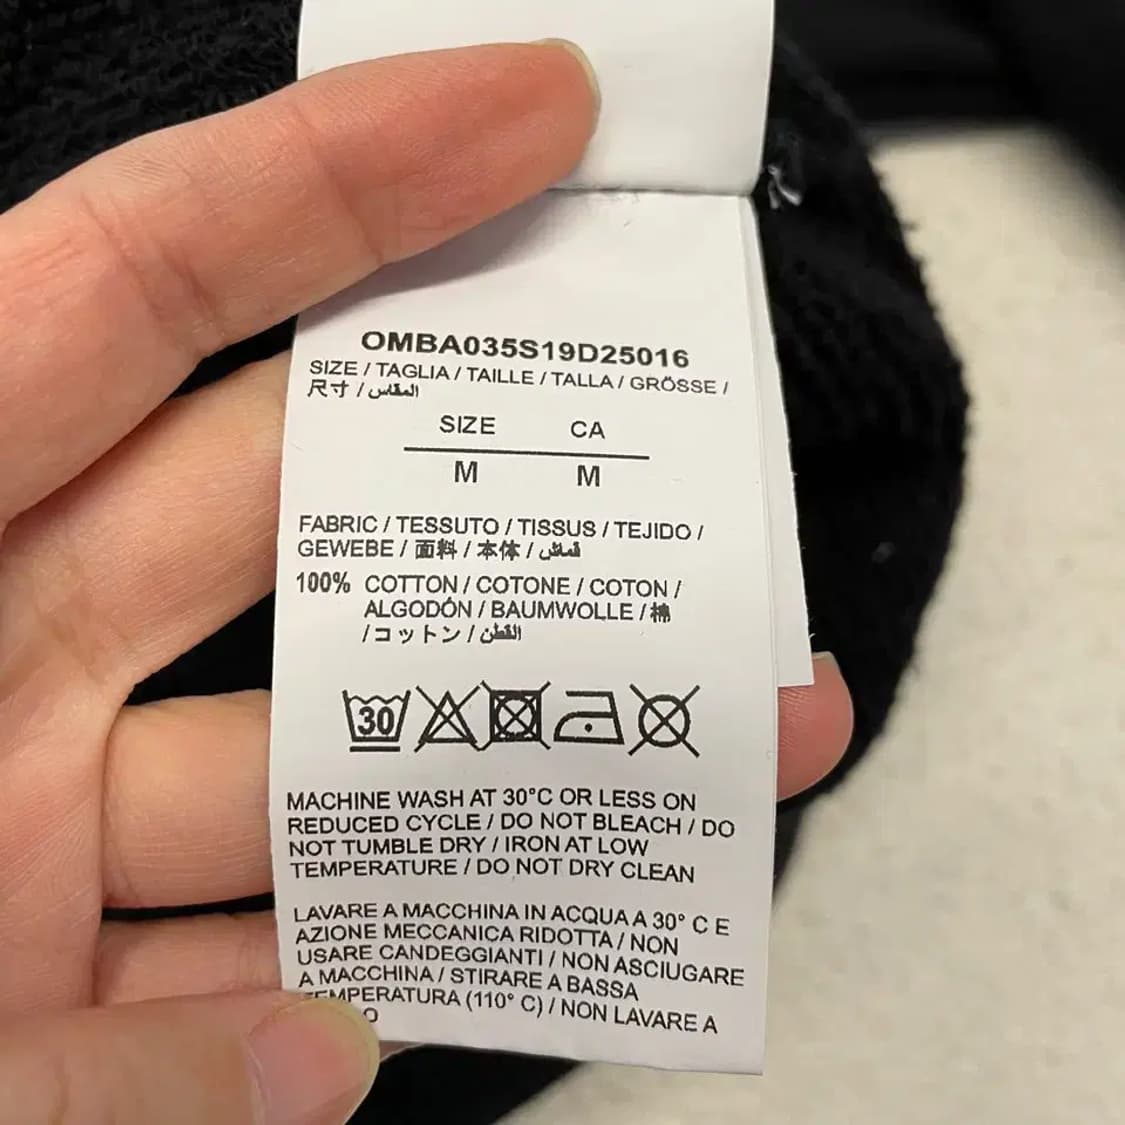 OMBA035S19D25016
SIZE / TAGLIA / TAILLE / TALLA / GRÖSSE /
尺寸 / المقاس
SIZE CA
M M
FABRIC / TESSUTO / TISSUS / TEJIDO /
GEWEBE / 面料 / 本体 / قماش
100% COTTON / COTONE / COTON /
ALGODÓN / BAUMWOLLE / 棉
/ コットン / القطن
30
MACHINE WASH AT 30°C OR LESS ON
REDUCED CYCLE / DO NOT BLEACH / DO
NOT TUMBLE DRY / IRON AT LOW
TEMPERATURE / DO NOT DRY CLEAN
LAVARE A MACCHINA IN ACQUA A 30° C E
AZIONE MECCANICA RIDOTTA / NON
USARE CANDEGGIANTI / NON ASCIUGARE
A MACCHINA / STIRARE A BASSA
TEMPERATURA (110° C) / NON LAVARE A